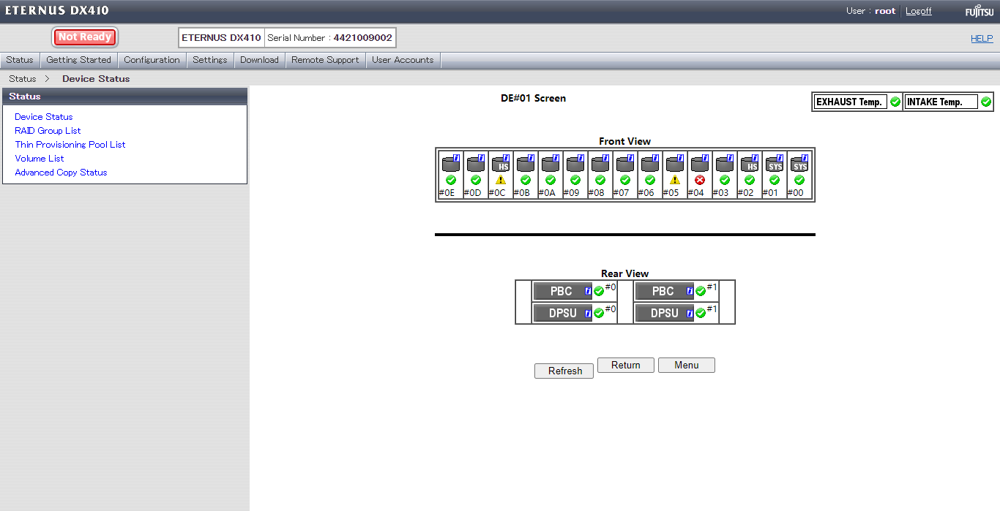 ETERNUS DX410
User : root Logoff FUJITSU
Not Ready ETERNUS DX410 Serial Number : 4421009002 HELP
Status Getting Started Configuration Settings Download Remote Support User Accounts
Status > Device Status
Status
Device Status
RAID Group List
Thin Provisioning Pool List
Volume List
Advanced Copy Status
DE#01 Screen
EXHAUST Temp. INTAKE Temp.
Front View
HS HS SYS SYS
#0E #0D #0C #0B #0A #09 #08 #07 #06 #05 #04 #03 #02 #01 #00
Rear View
PBC i #0 PBC i #1
DPSU i #0 DPSU i #1
Refresh Return Menu